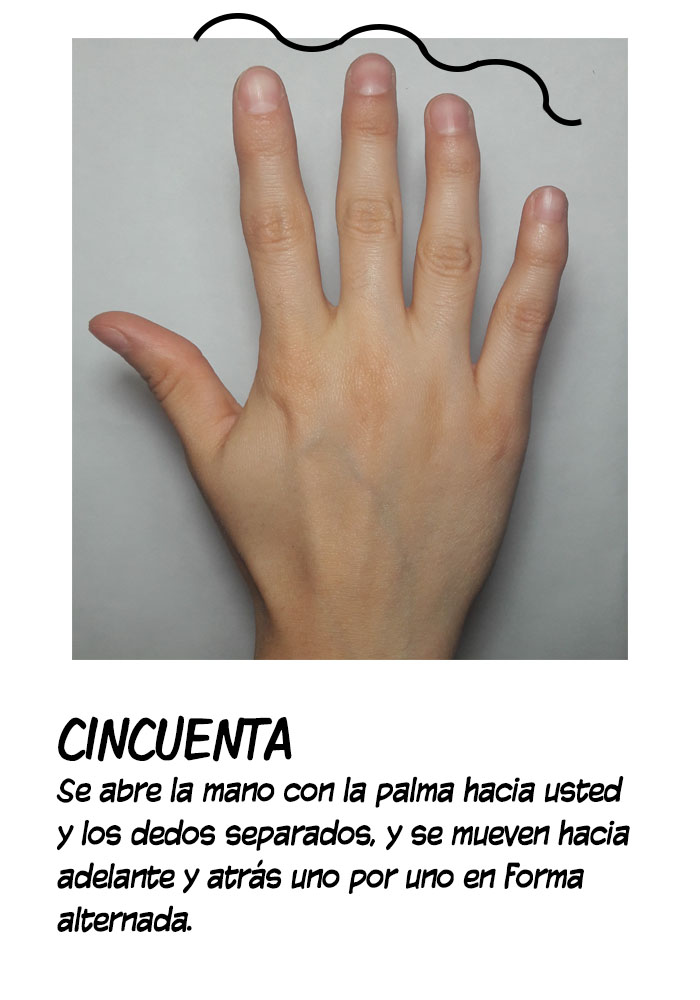 CINCUENTA
Se abre la mano con la palma hacia usted
y los dedos separados, y se mueven hacia
adelante y atrás uno por uno en forma
alternada.